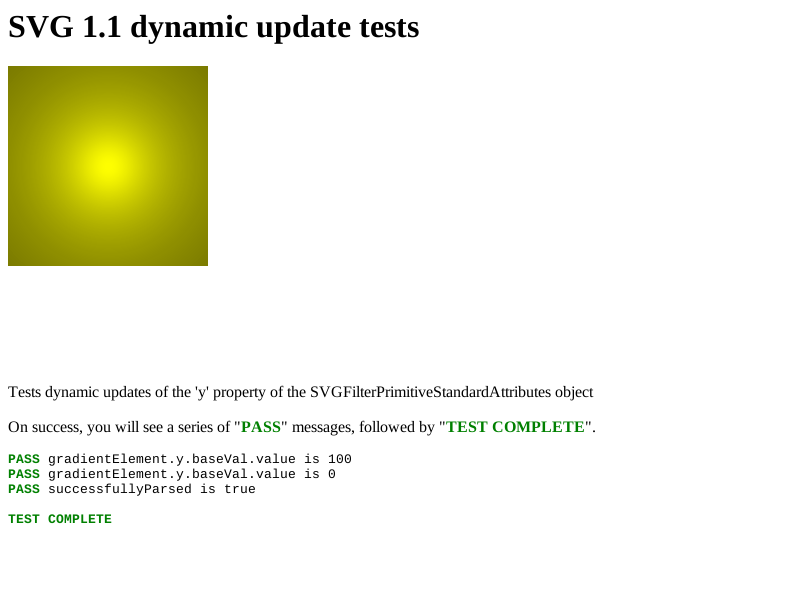 SVG 1.1 dynamic update tests
Tests dynamic updates of the 'y' property of the SVGFilterPrimitiveStandardAttributes object
On success, you will see a series of "PASS" messages, followed by "TEST COMPLETE".
PASS gradientElement.y.baseVal.value is 100
PASS gradientElement.y.baseVal.value is 0
PASS successfullyParsed is true
TEST COMPLETE